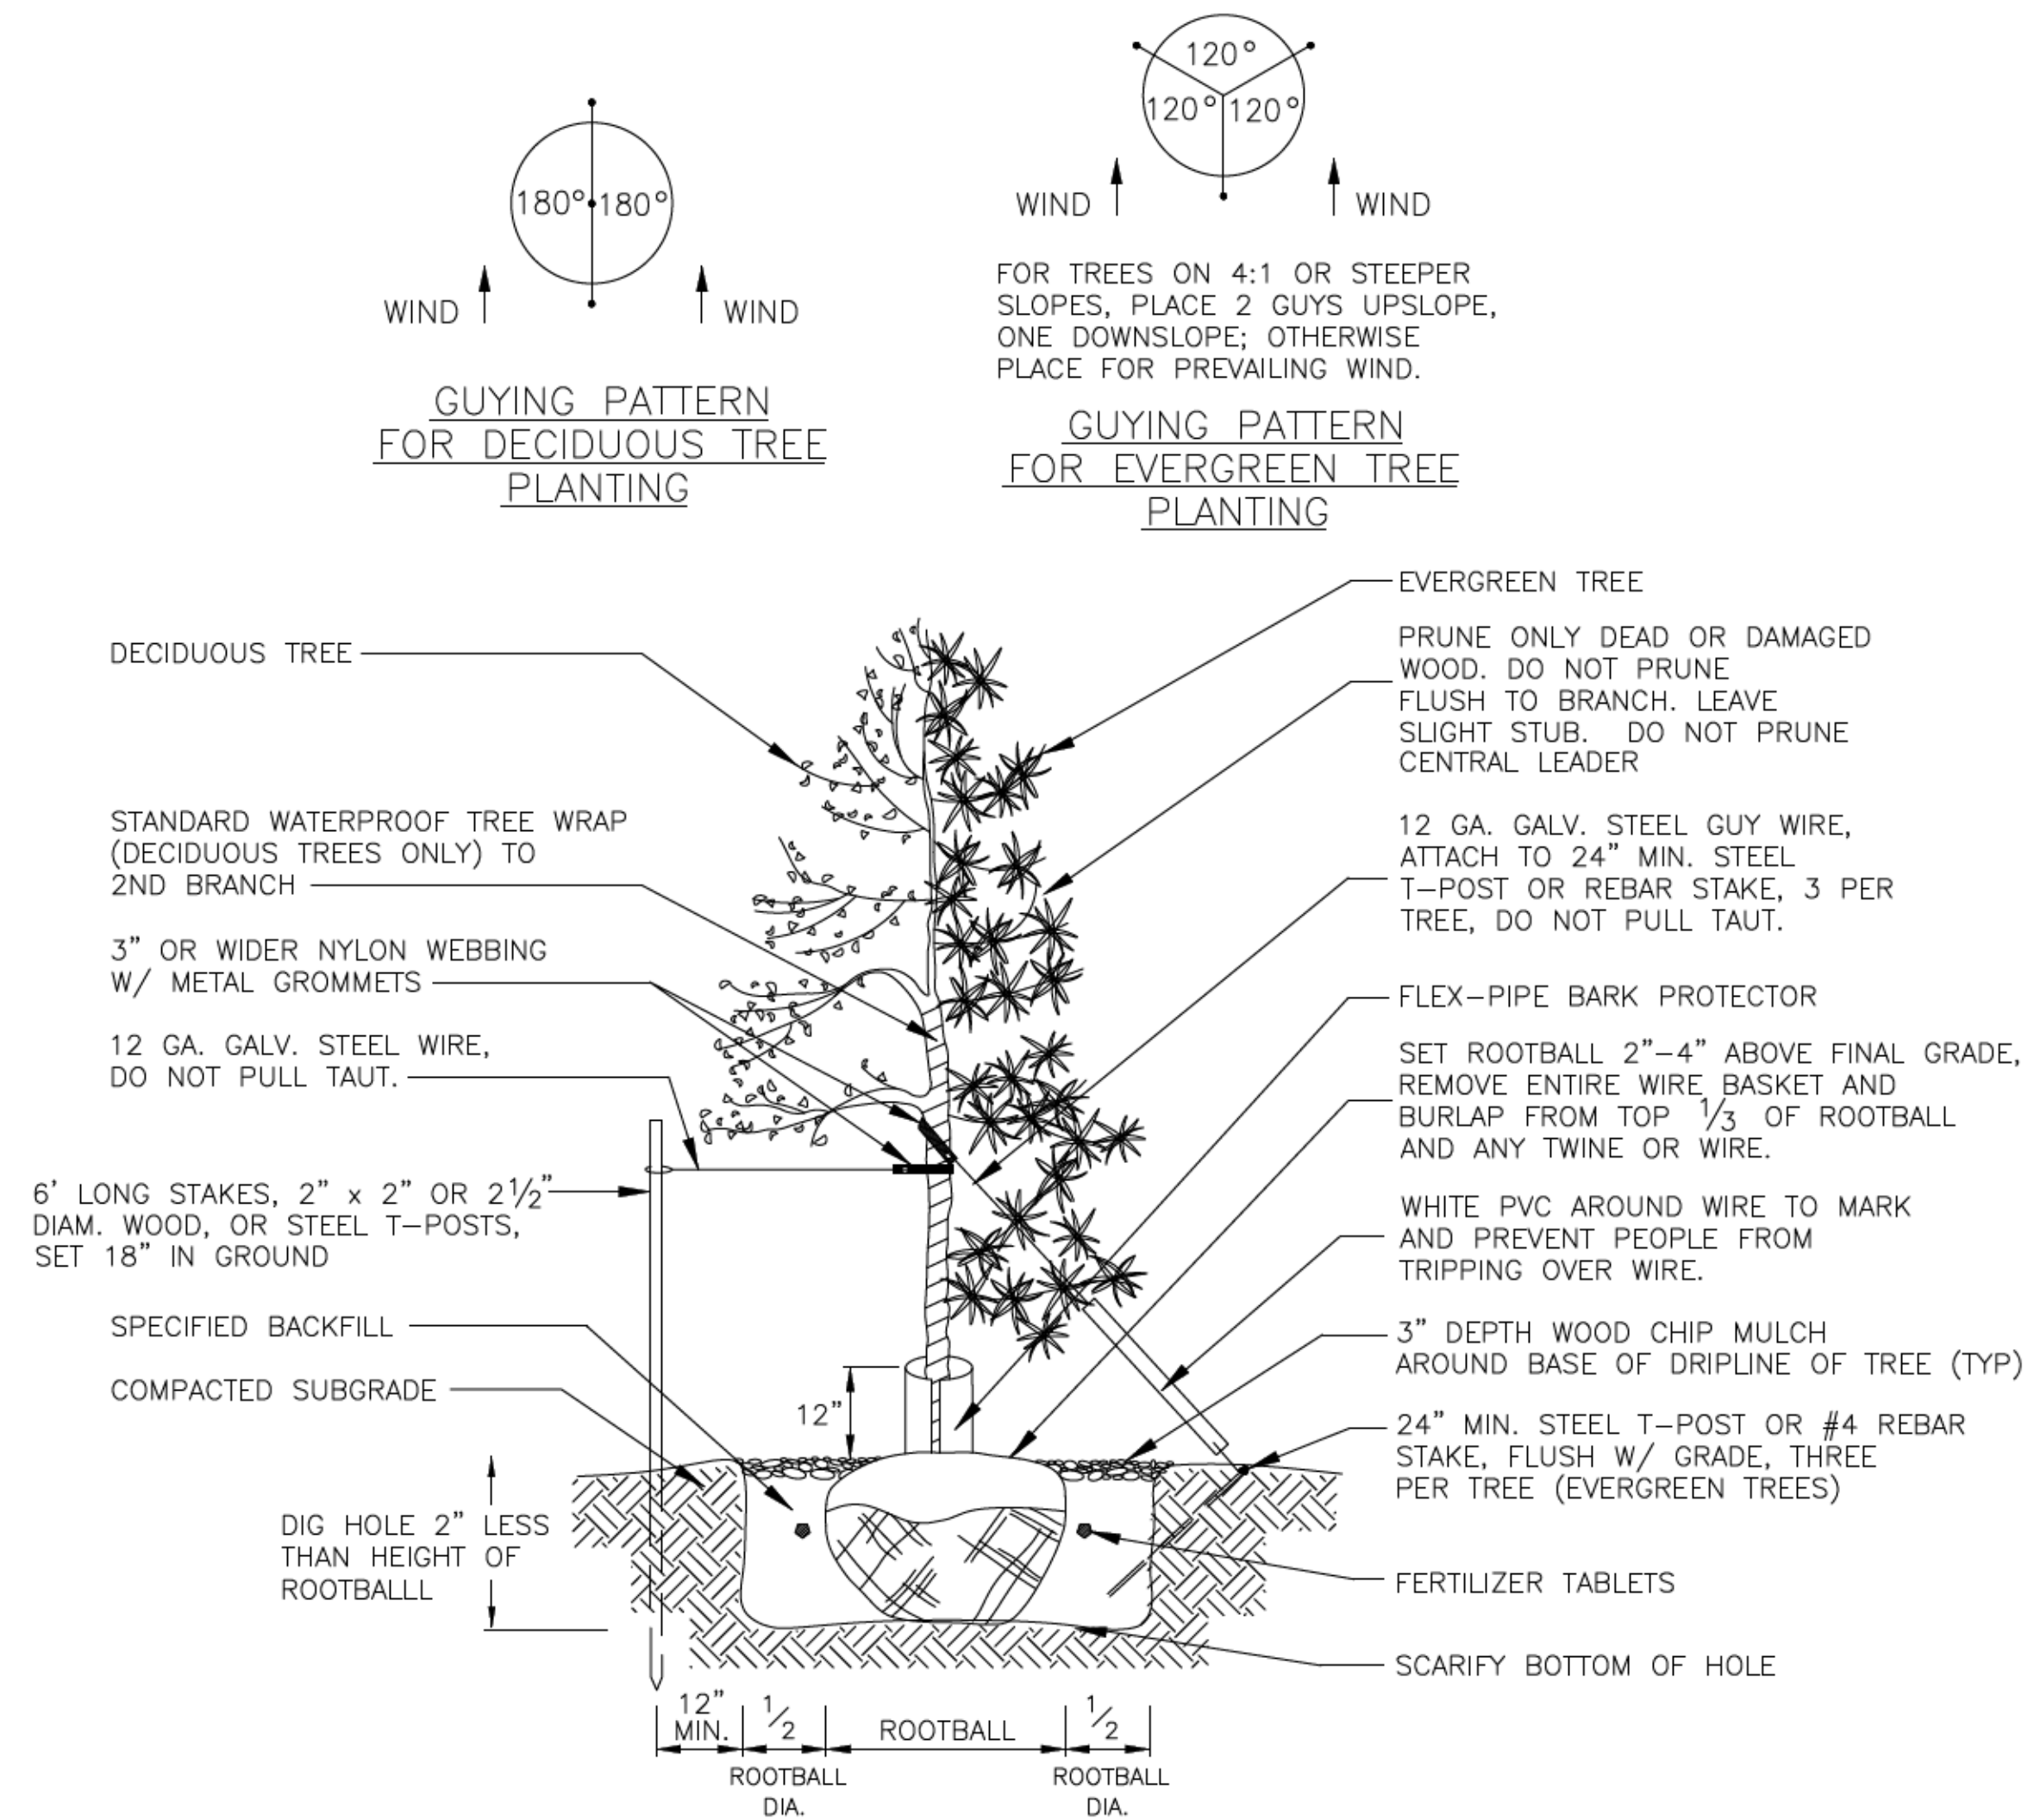 180° 180°
WIND WIND
GUYING PATTERN
FOR DECIDUOUS TREE
PLANTING
120°
120° 120°
WIND WIND
FOR TREES ON 4:1 OR STEEPER
SLOPES, PLACE 2 GUYS UPSLOPE,
ONE DOWNSLOPE; OTHERWISE
PLACE FOR PREVAILING WIND.
GUYING PATTERN
FOR EVERGREEN TREE
PLANTING
DECIDUOUS TREE
STANDARD WATERPROOF TREE WRAP
(DECIDUOUS TREES ONLY) TO
2ND BRANCH
3" OR WIDER NYLON WEBBING
W/ METAL GROMMETS
12 GA. GALV. STEEL WIRE,
DO NOT PULL TAUT.
6' LONG STAKES, 2" x 2" OR 2 1/2"
DIAM. WOOD, OR STEEL T-POSTS,
SET 18" IN GROUND
SPECIFIED BACKFILL
COMPACTED SUBGRADE
12"
DIG HOLE 2" LESS
THAN HEIGHT OF
ROOTBALLL
EVERGREEN TREE
PRUNE ONLY DEAD OR DAMAGED
WOOD. DO NOT PRUNE
FLUSH TO BRANCH. LEAVE
SLIGHT STUB. DO NOT PRUNE
CENTRAL LEADER
12 GA. GALV. STEEL GUY WIRE,
ATTACH TO 24" MIN. STEEL
T-POST OR REBAR STAKE, 3 PER
TREE, DO NOT PULL TAUT.
FLEX-PIPE BARK PROTECTOR
SET ROOTBALL 2"-4" ABOVE FINAL GRADE,
REMOVE ENTIRE WIRE BASKET AND
BURLAP FROM TOP 1/3 OF ROOTBALL
AND ANY TWINE OR WIRE.
WHITE PVC AROUND WIRE TO MARK
AND PREVENT PEOPLE FROM
TRIPPING OVER WIRE.
3" DEPTH WOOD CHIP MULCH
AROUND BASE OF DRIPLINE OF TREE (TYP)
24" MIN. STEEL T-POST OR #4 REBAR
STAKE, FLUSH W/ GRADE, THREE
PER TREE (EVERGREEN TREES)
FERTILIZER TABLETS
SCARIFY BOTTOM OF HOLE
12"
MIN.
1/2
ROOTBALL
DIA.
ROOTBALL
1/2
ROOTBALL
DIA.